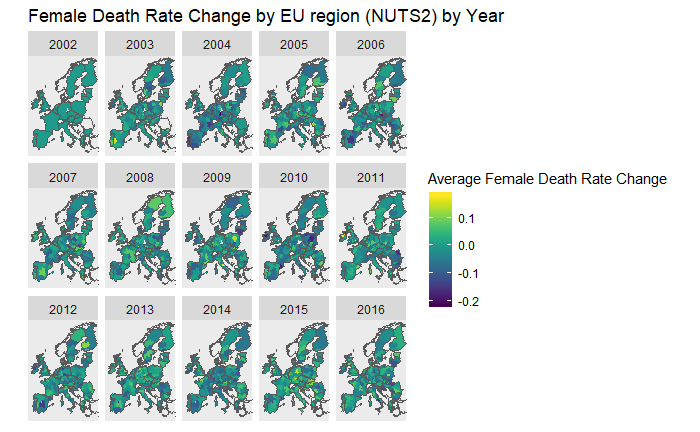 Female Death Rate Change by EU region (NUTS2) by Year
2002 2003 2004 2005 2006
2007 2008 2009 2010 2011
2012 2013 2014 2015 2016
Average Female Death Rate Change
0.1
0.0
-0.1
-0.2